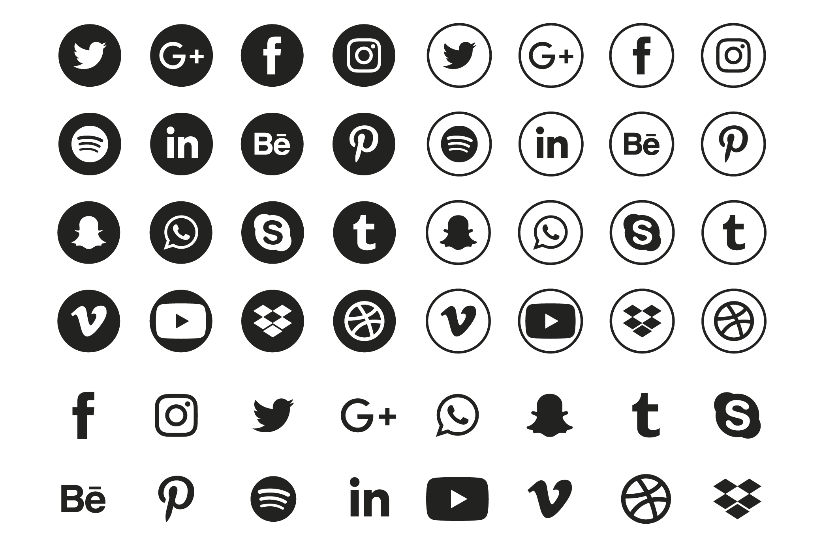 G+ f G+ f
in Bē in Bē
S t S t
f G+ t S
Bē in